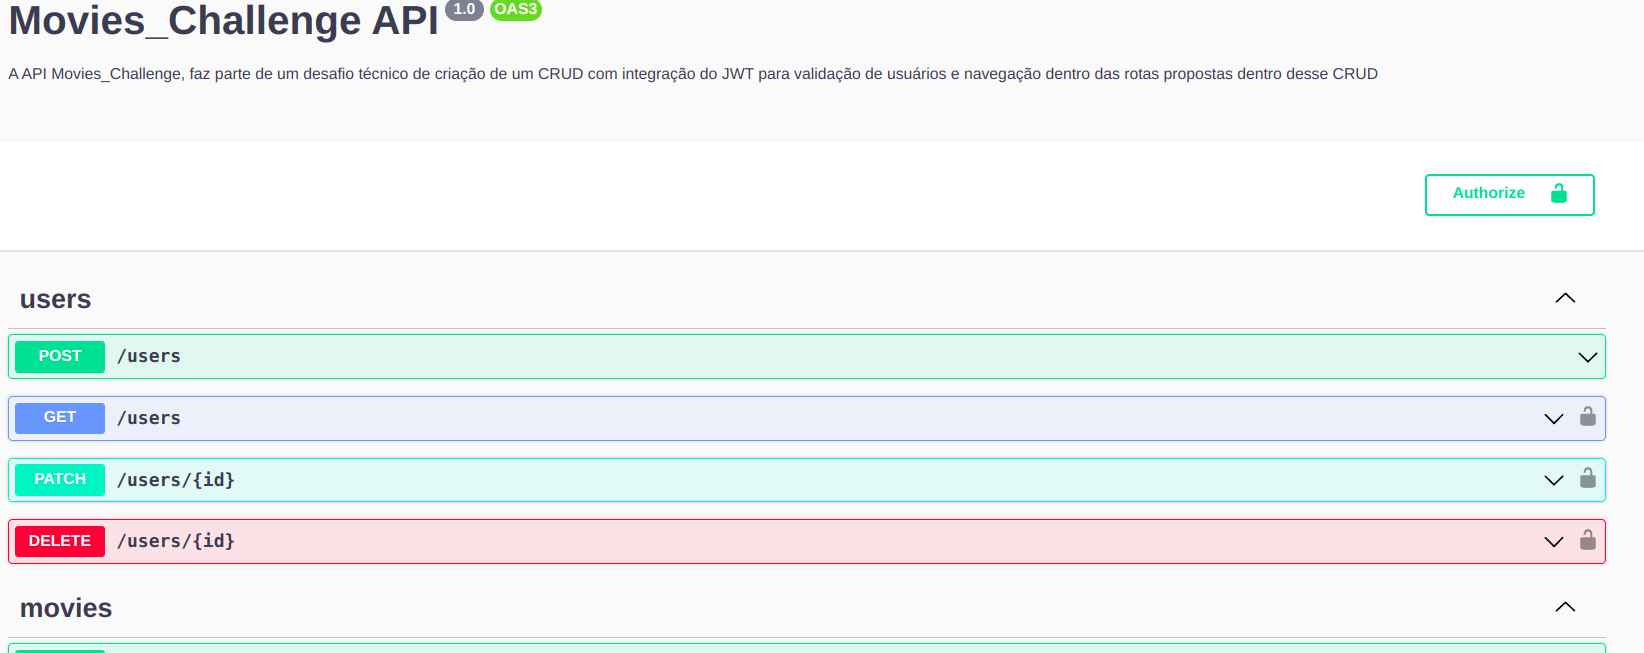 Movies_Challenge API 1.0 OAS3
A API Movies_Challenge, faz parte de um desafio técnico de criação de um CRUD com integração do JWT para validação de usuários e navegação dentro das rotas propostas dentro desse CRUD
Authorize
users
POST /users
GET /users
PATCH /users/{id}
DELETE /users/{id}
movies